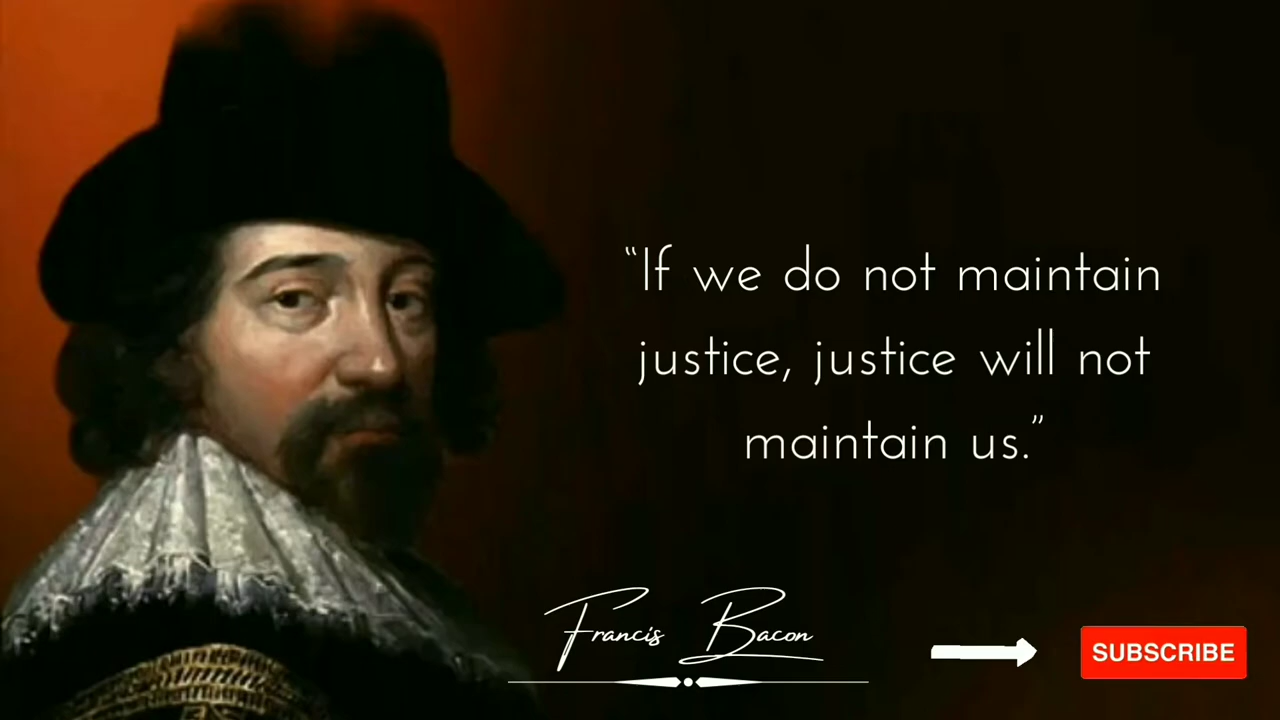 “If we do not maintain
justice, justice will not
maintain us.”
Francis Bacon
SUBSCRIBE